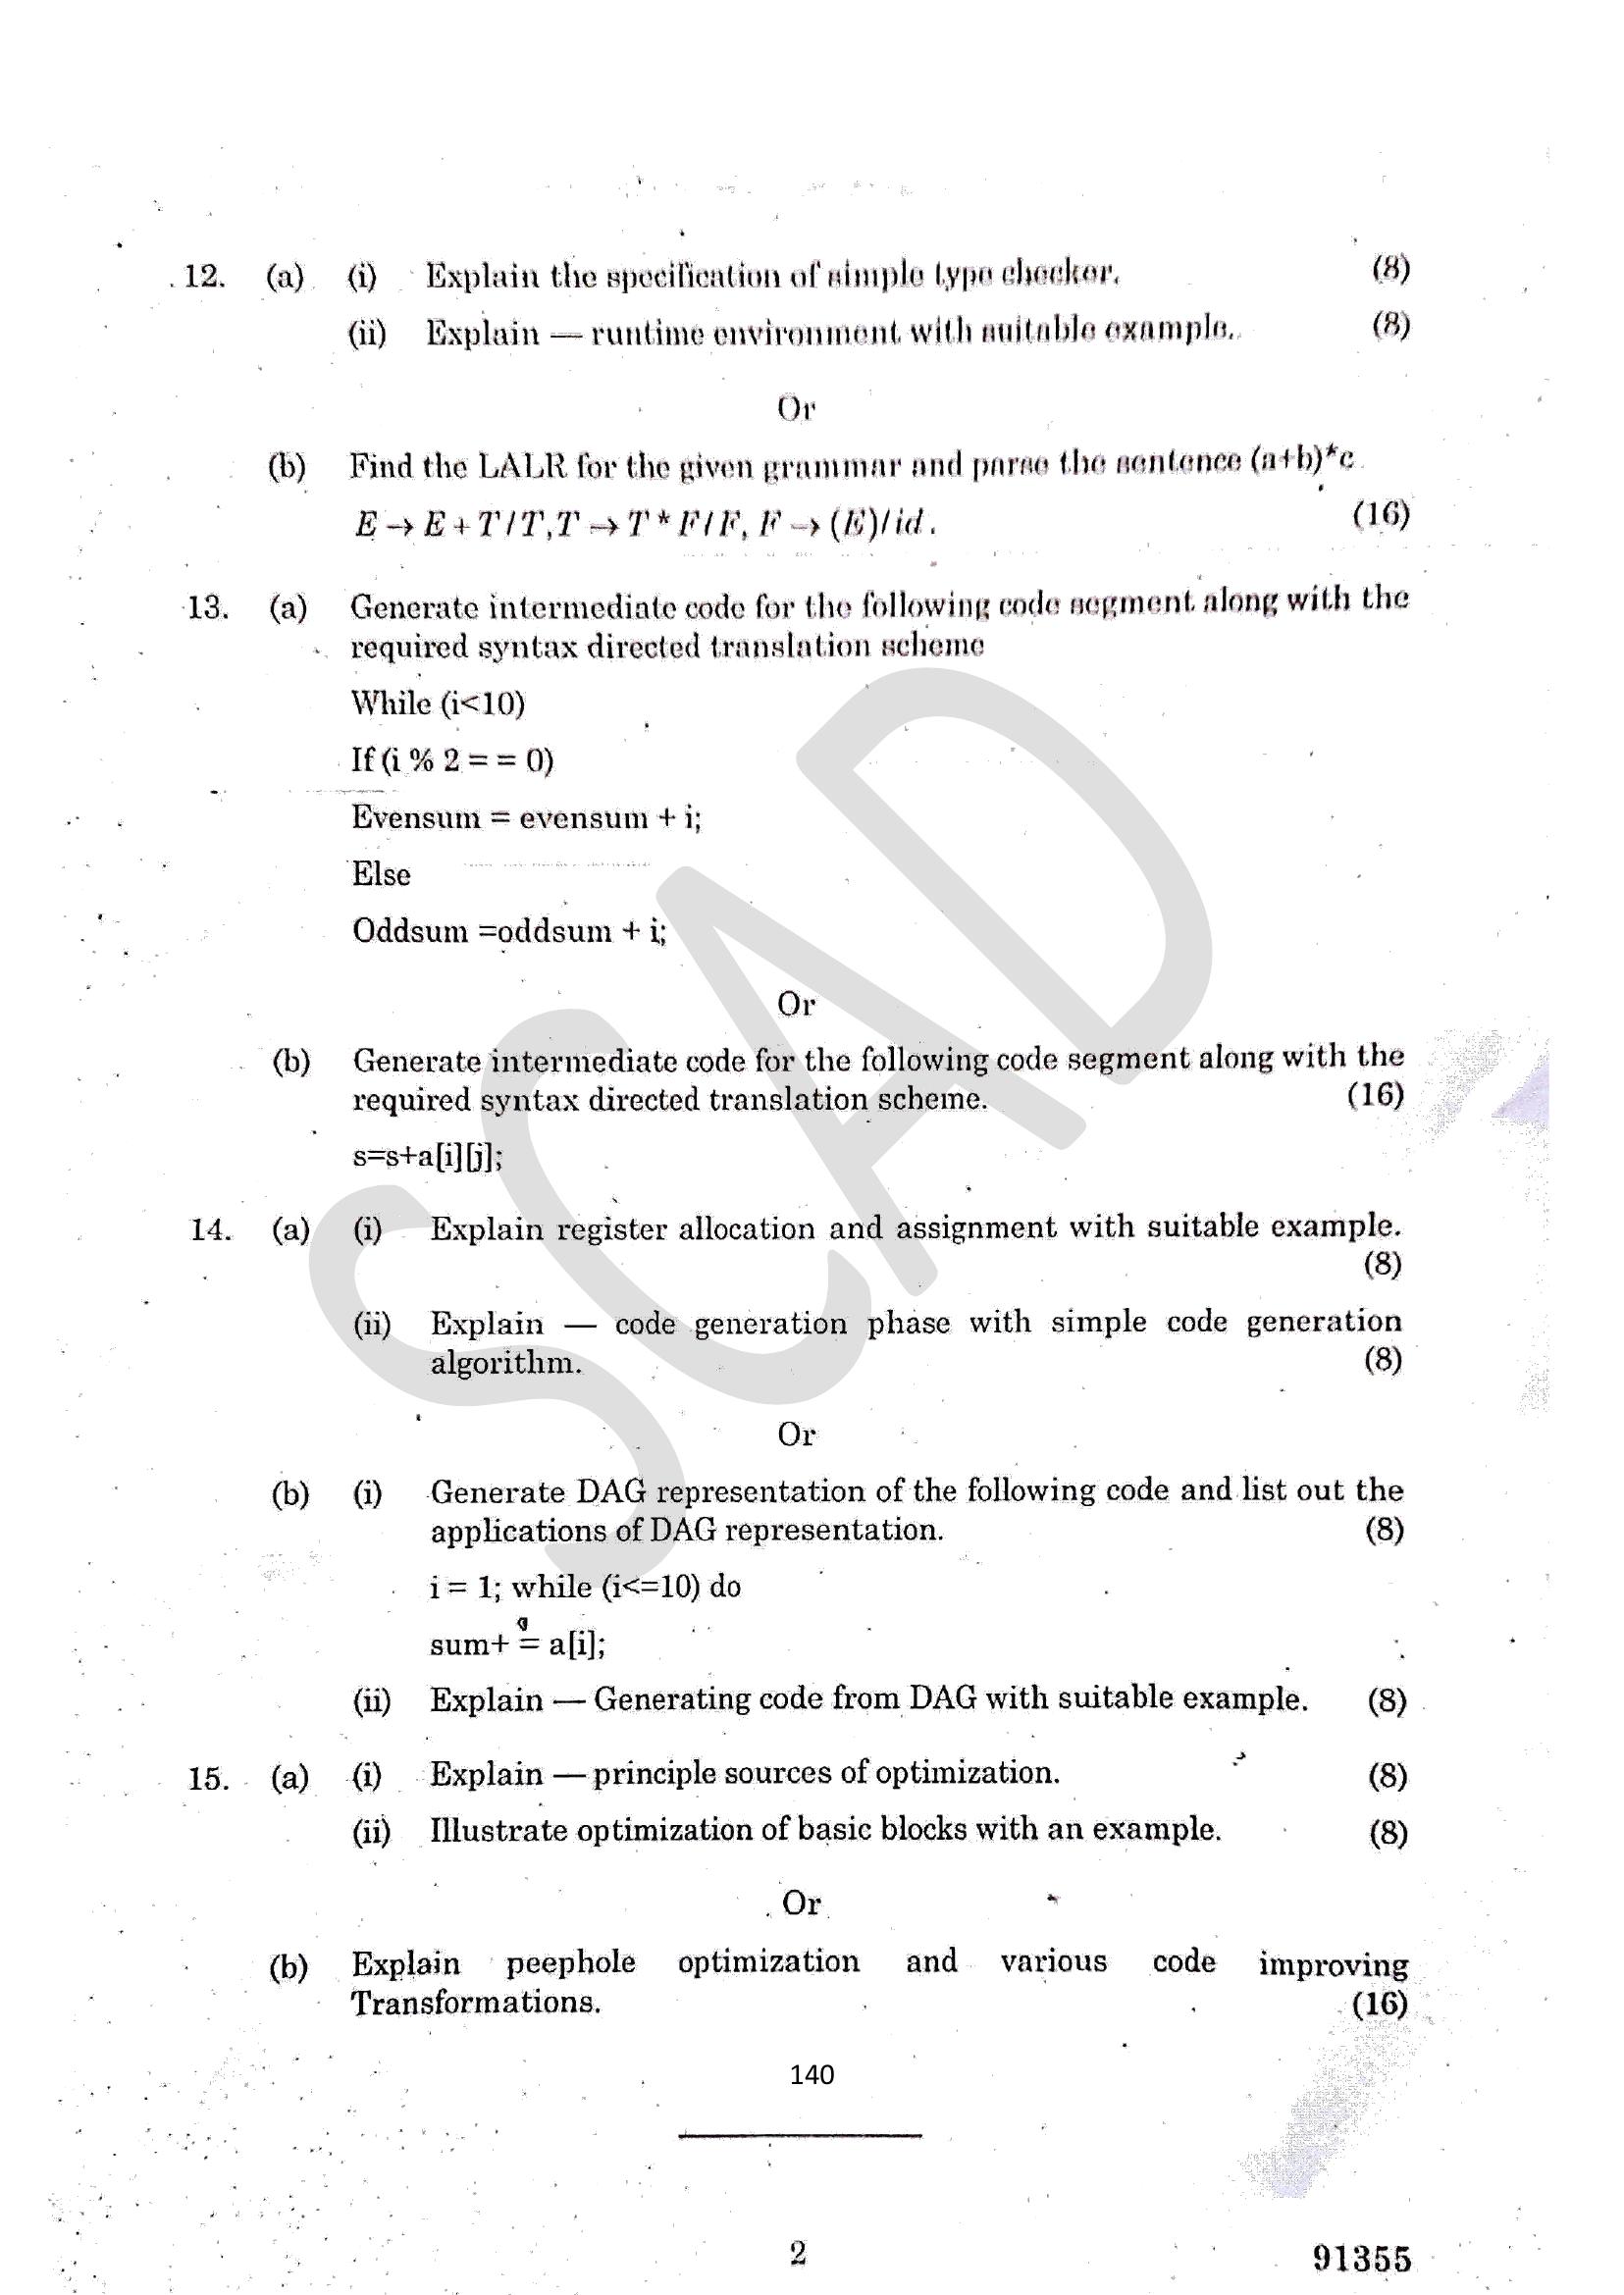 12. (a) (i) Explain the specification of simple type checker. (8)
(ii) Explain — runtime environment with suitable example. (8)
Or
(b) Find the LALR for the given grammar and parse the sentence (a+b)*c
E → E + T / T, T → T * F / F, F → (E) / id. (16)
13. (a) Generate intermediate code for the following code segment along with the
required syntax directed translation scheme
While (i<10)
If (i % 2 = = 0)
Evensum = evensum + i;
Else
Oddsum =oddsum + i;
Or
(b) Generate intermediate code for the following code segment along with the
required syntax directed translation scheme. (16)
s=s+a[i][j];
14. (a) (i) Explain register allocation and assignment with suitable example.
(8)
(ii) Explain — code generation phase with simple code generation
algorithm. (8)
Or
(b) (i) Generate DAG representation of the following code and list out the
applications of DAG representation. (8)
i = 1; while (i<=10) do
sum+ = a[i];
(ii) Explain — Generating code from DAG with suitable example. (8)
15. (a) (i) Explain — principle sources of optimization. (8)
(ii) Illustrate optimization of basic blocks with an example. (8)
Or
(b) Explain peephole optimization and various code improving
Transformations. (16)
140
2 91355
SCAD